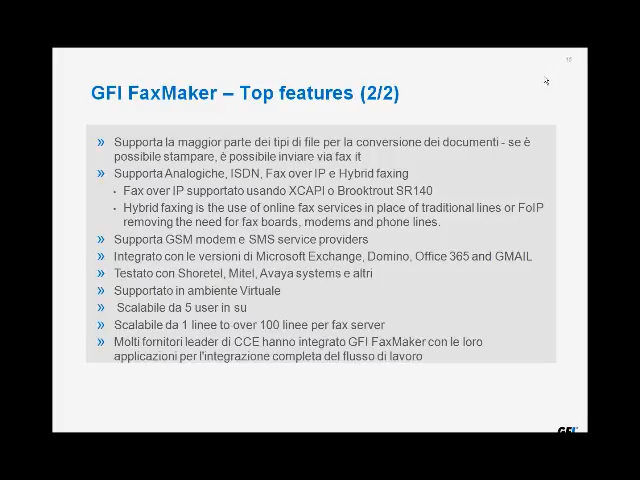 15
GFI FaxMaker – Top features (2/2)
» Supporta la maggior parte dei tipi di file per la conversione dei documenti - se è
possibile stampare, è possibile inviare via fax it
» Supporta Analogiche, ISDN, Fax over IP e Hybrid faxing
• Fax over IP supportato usando XCAPI o Brooktrout SR140
• Hybrid faxing is the use of online fax services in place of traditional lines or FoIP
removing the need for fax boards, modems and phone lines.
» Supporta GSM modem e SMS service providers
» Integrato con le versioni di Microsoft Exchange, Domino, Office 365 and GMAIL
» Testato con Shoretel, Mitel, Avaya systems e altri
» Supportato in ambiente Virtuale
» Scalabile da 5 user in su
» Scalabile da 1 linee to over 100 linee per fax server
» Molti fornitori leader di CCE hanno integrato GFI FaxMaker con le loro
applicazioni per l'integrazione completa del flusso di lavoro
GFI